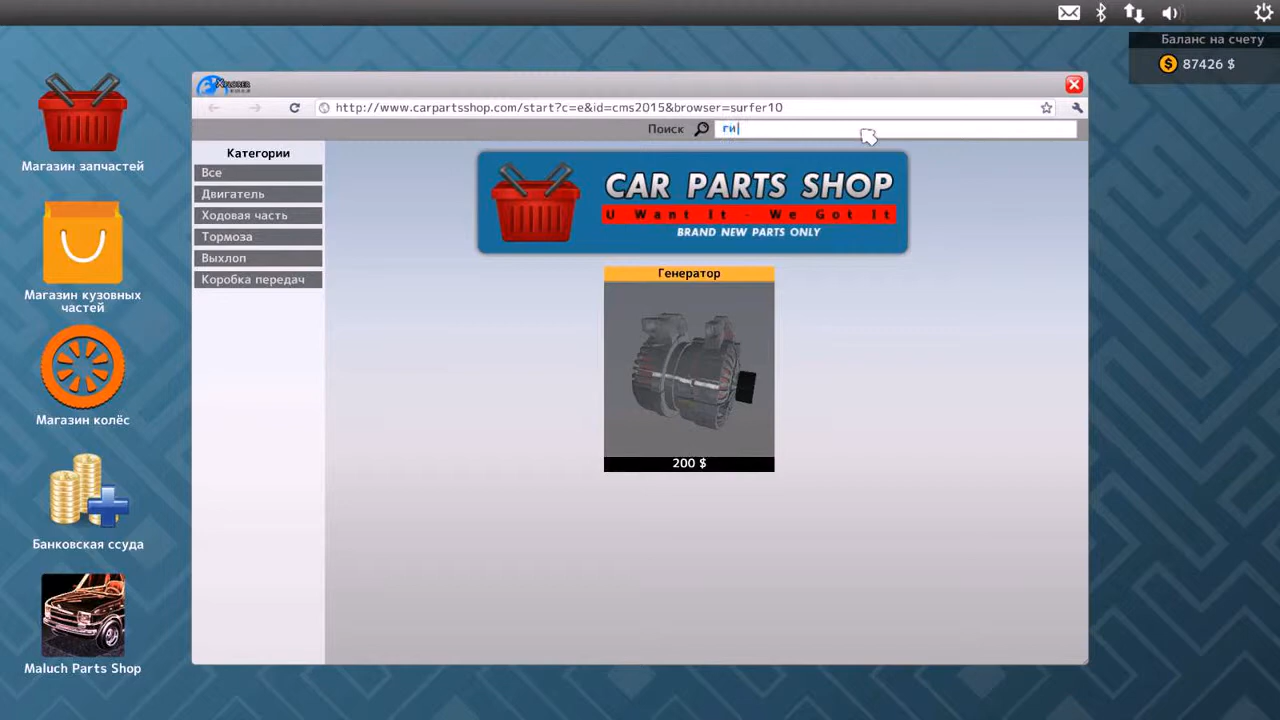 Баланс на счету
87426 $
XPLORER
http://www.carpartsshop.com/start?c=e&id=cms2015&browser=surfer10
Поиск
ги
Категории
Все
Двигатель
Ходовая часть
Тормоза
Выхлоп
Коробка передач
CAR PARTS SHOP
U Want It - We Got It
BRAND NEW PARTS ONLY
Генератор
200 $
Магазин запчастей
Магазин кузовных
частей
Магазин колёс
Банковская ссуда
Maluch Parts Shop